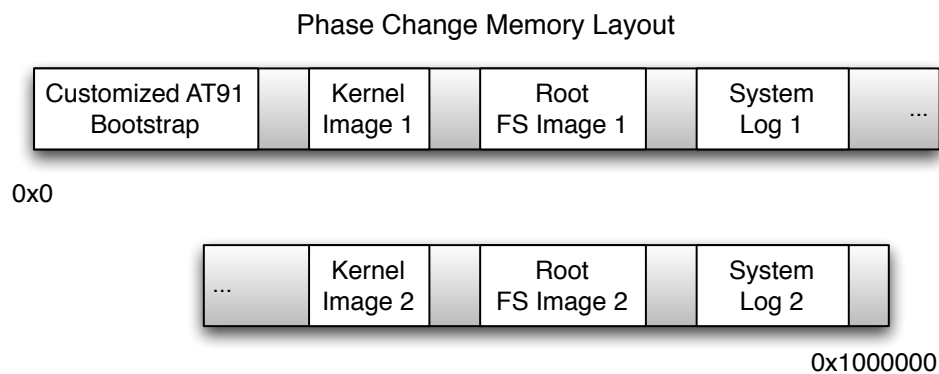 Phase Change Memory Layout
Customized AT91
Bootstrap
Kernel
Image 1
Root
FS Image 1
System
Log 1
...
0x0
...
Kernel
Image 2
Root
FS Image 2
System
Log 2
0x1000000